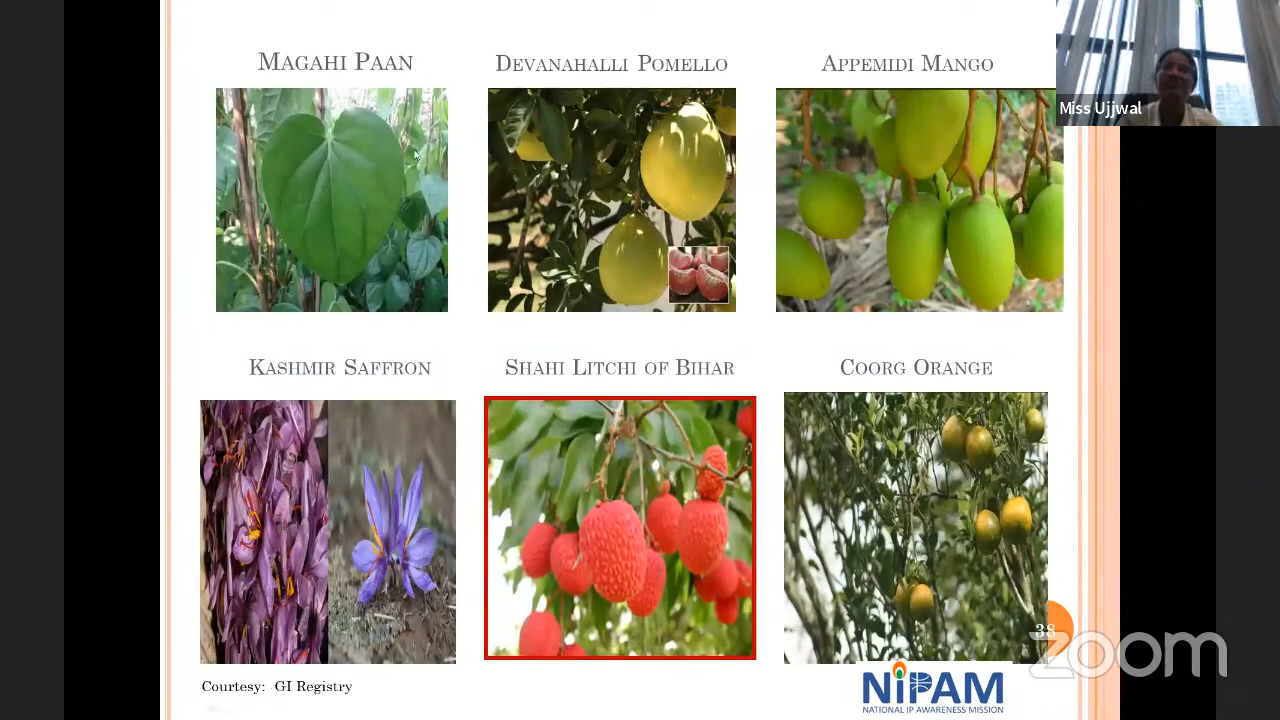 MAGAHI PAAN
DEVANAHALLI POMELLO
APPEMIDI MANGO
Miss Ujjwal
KASHMIR SAFFRON
SHAHI LITCHI OF BIHAR
COORG ORANGE
38
zoom
Courtesy: GI Registry
NIPAM
NATIONAL IP AWARENESS MISSION